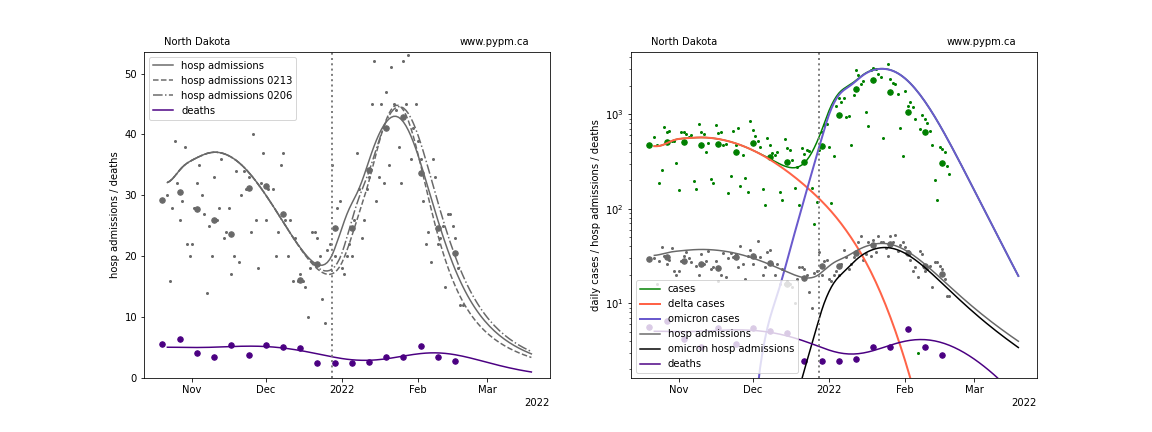 North Dakota
www.pypm.ca
hosp admissions
hosp admissions 0213
hosp admissions 0206
deaths
hosp admissions / deaths
50
40
30
20
10
0
Nov
Dec
2022
Feb
Mar
2022
North Dakota
www.pypm.ca
daily cases / hosp admissions / deaths
10³
10²
10¹
cases
delta cases
omicron cases
hosp admissions
omicron hosp admissions
deaths
Nov
Dec
2022
Feb
Mar
2022